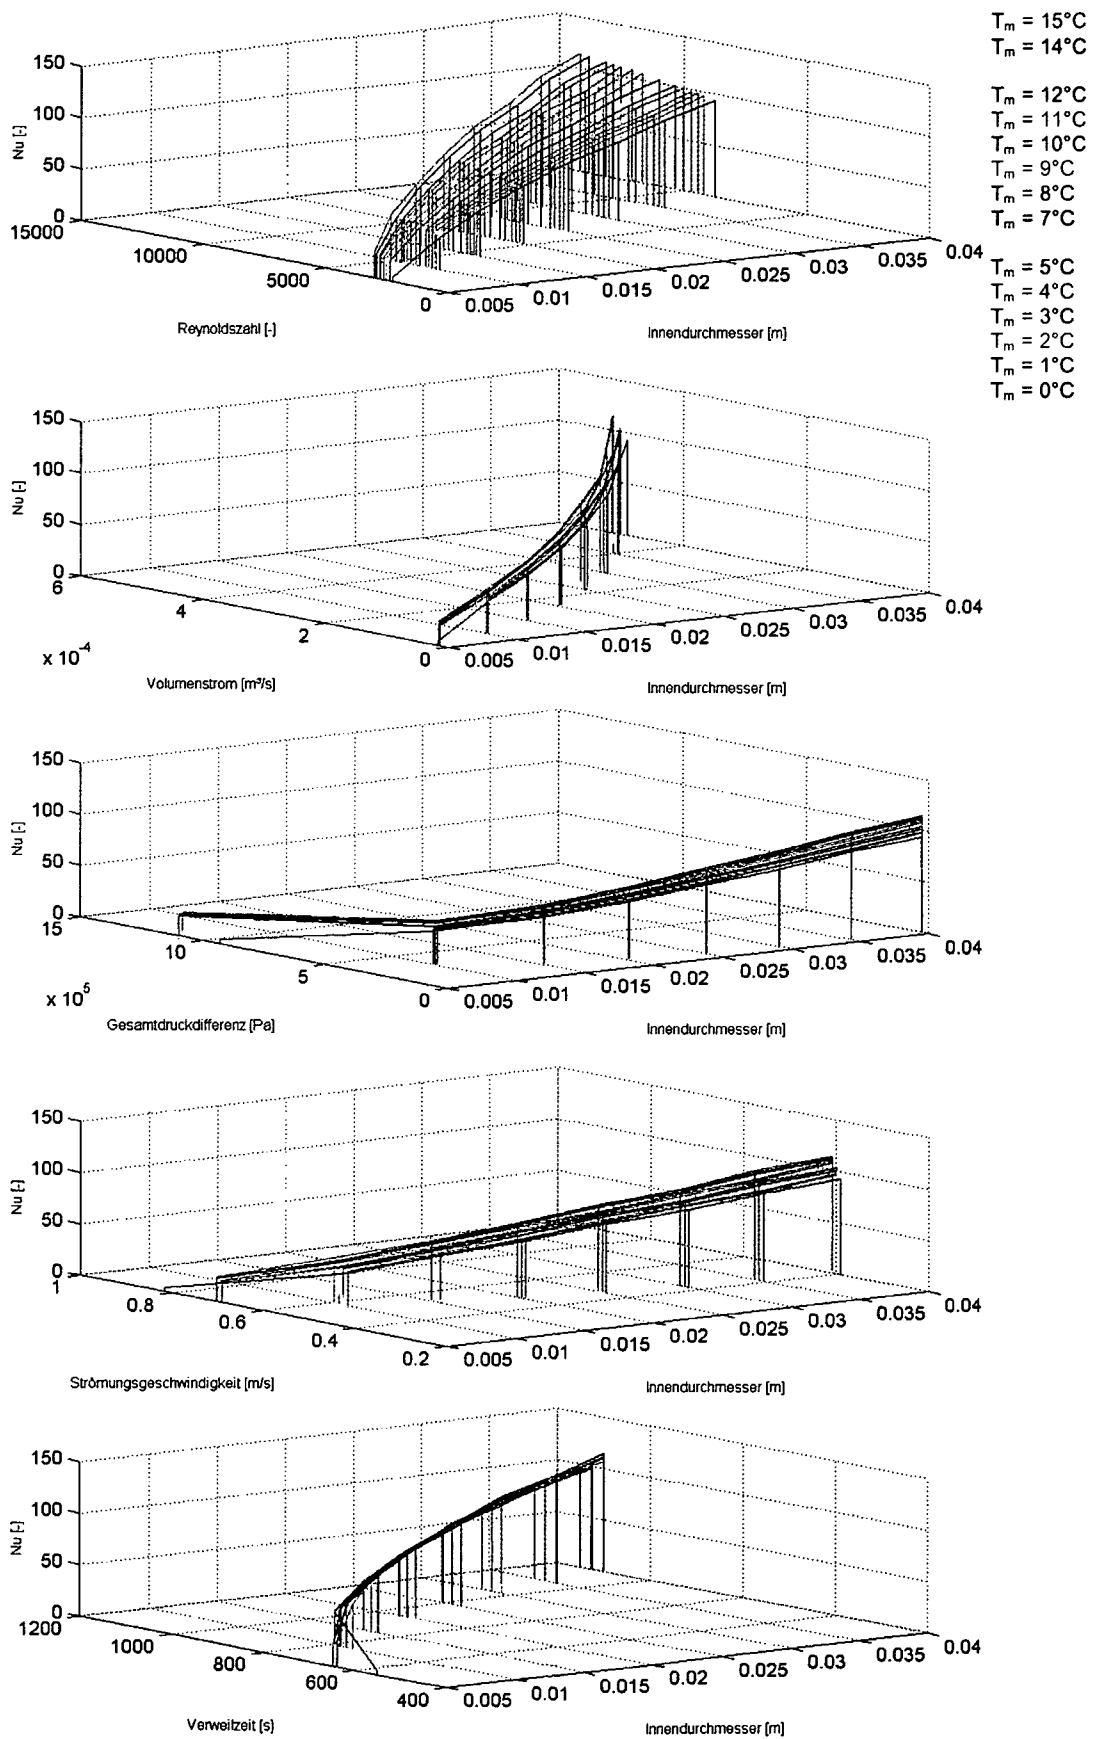 T_m = 15°C
T_m = 14°C
T_m = 12°C
T_m = 11°C
T_m = 10°C
T_m = 9°C
T_m = 8°C
T_m = 7°C
T_m = 5°C
T_m = 4°C
T_m = 3°C
T_m = 2°C
T_m = 1°C
T_m = 0°C
150
100
50
0
Nu [-]
15000
10000
5000
0
Reynoldszahl [-]
0.005
0.01
0.015
0.02
0.025
0.03
0.035
0.04
Innendurchmesser [m]
150
100
50
0
Nu [-]
6
4
2
0
x 10⁻⁴
Volumenstrom [m³/s]
0.005
0.01
0.015
0.02
0.025
0.03
0.035
0.04
Innendurchmesser [m]
150
100
50
0
Nu [-]
15
10
5
0
x 10⁵
Gesamtdruckdifferenz [Pa]
0.005
0.01
0.015
0.02
0.025
0.03
0.035
0.04
Innendurchmesser [m]
150
100
50
0
Nu [-]
1
0.8
0.6
0.4
0.2
Strömungsgeschwindigkeit [m/s]
0.005
0.01
0.015
0.02
0.025
0.03
0.035
0.04
Innendurchmesser [m]
150
100
50
0
Nu [-]
1200
1000
800
600
400
Verweilzeit [s]
0.005
0.01
0.015
0.02
0.025
0.03
0.035
0.04
Innendurchmesser [m]